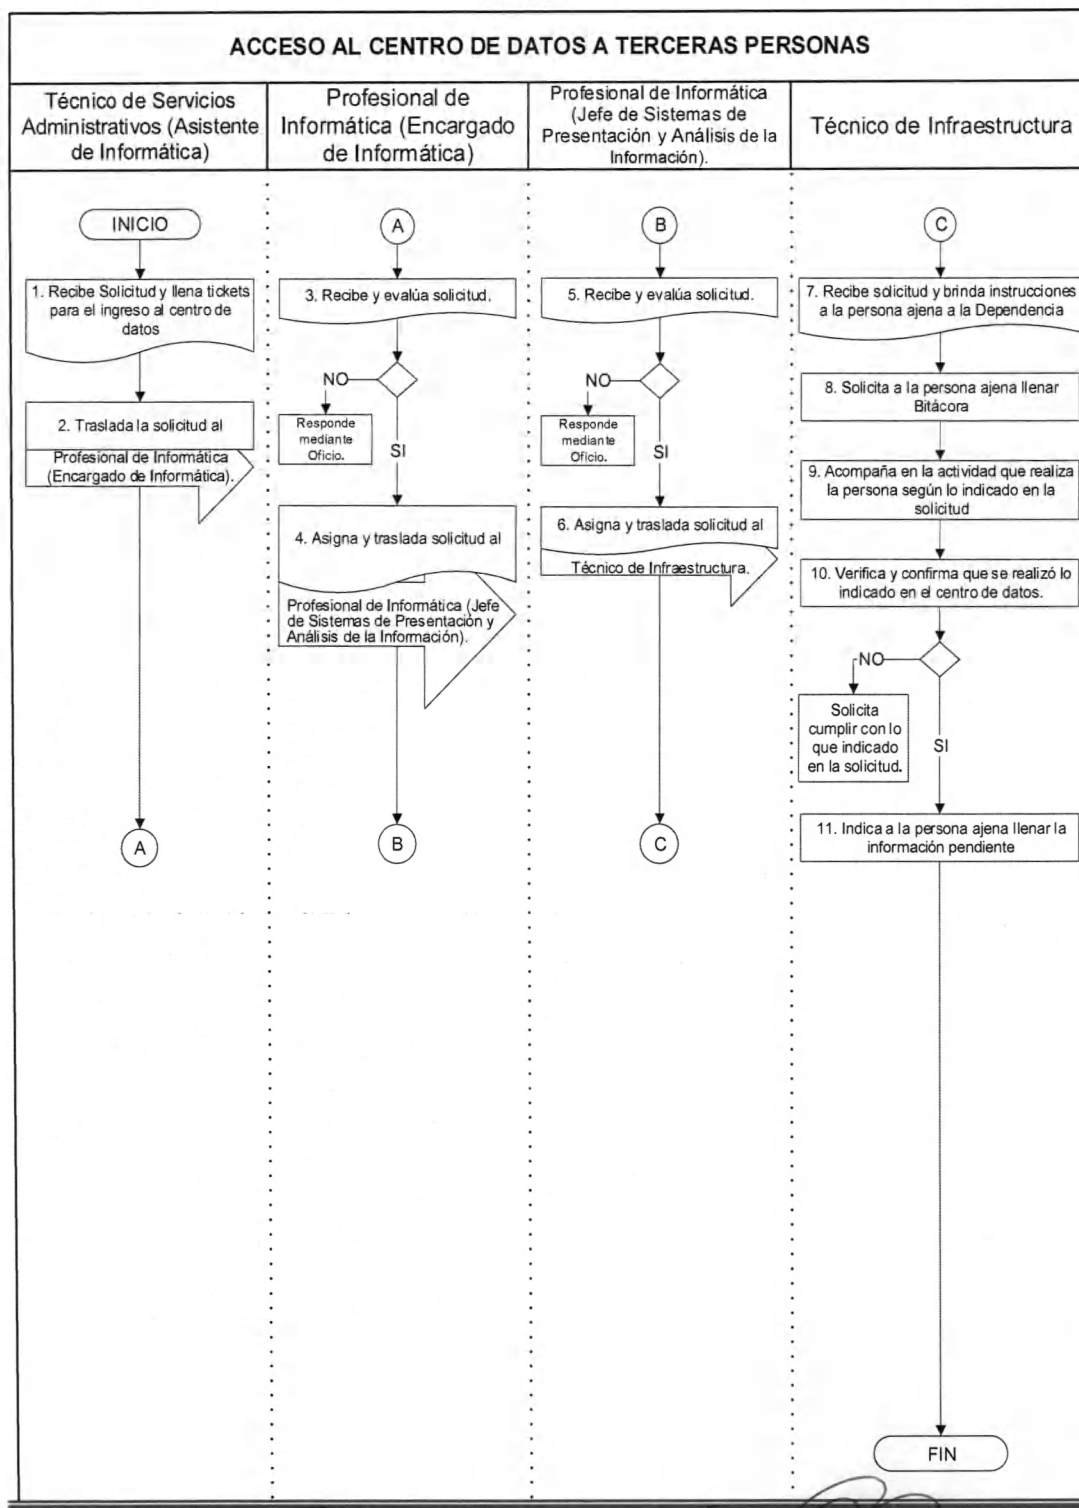 ACCESO AL CENTRO DE DATOS A TERCERAS PERSONAS
Técnico de Servicios
Administrativos (Asistente
de Informática)
Profesional de
Informática (Encargado
de Informática)
Profesional de Informática
(Jefe de Sistemas de
Presentación y Análisis de la
Información).
Técnico de Infraestructura
INICIO
1. Recibe Solicitud y llena tickets
para el ingreso al centro de
datos
2. Traslada la solicitud al
Profesional de Informática
(Encargado de Informática).
A
A
3. Recibe y evalúa solicitud.
NO
Responde
mediante
Oficio.
SI
4. Asigna y traslada solicitud al
Profesional de Informática (Jefe
de Sistemas de Presentación y
Análisis de la Información).
B
B
5. Recibe y evalúa solicitud.
NO
Responde
mediante
Oficio.
SI
6. Asigna y traslada solicitud al
Técnico de Infraestructura.
C
C
7. Recibe solicitud y brinda instrucciones
a la persona ajena a la Dependencia
8. Solicita a la persona ajena llenar
Bitácora
9. Acompaña en la actividad que realiza
la persona según lo indicado en la
solicitud
10. Verifica y confirma que se realizó lo
indicado en el centro de datos.
NO
Solicita
cumplir con lo
que indicado
en la solicitud.
SI
11. Indica a la persona ajena llenar la
información pendiente
FIN